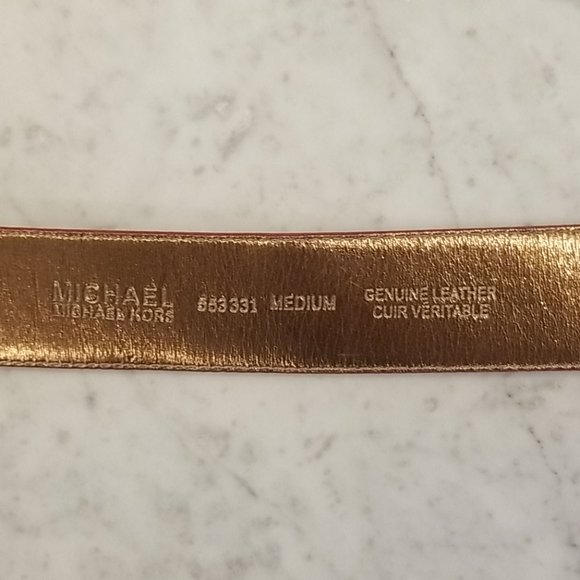 MICHAEL
MICHAEL KORS
553331 MEDIUM
GENUINE LEATHER
CUIR VERITABLE